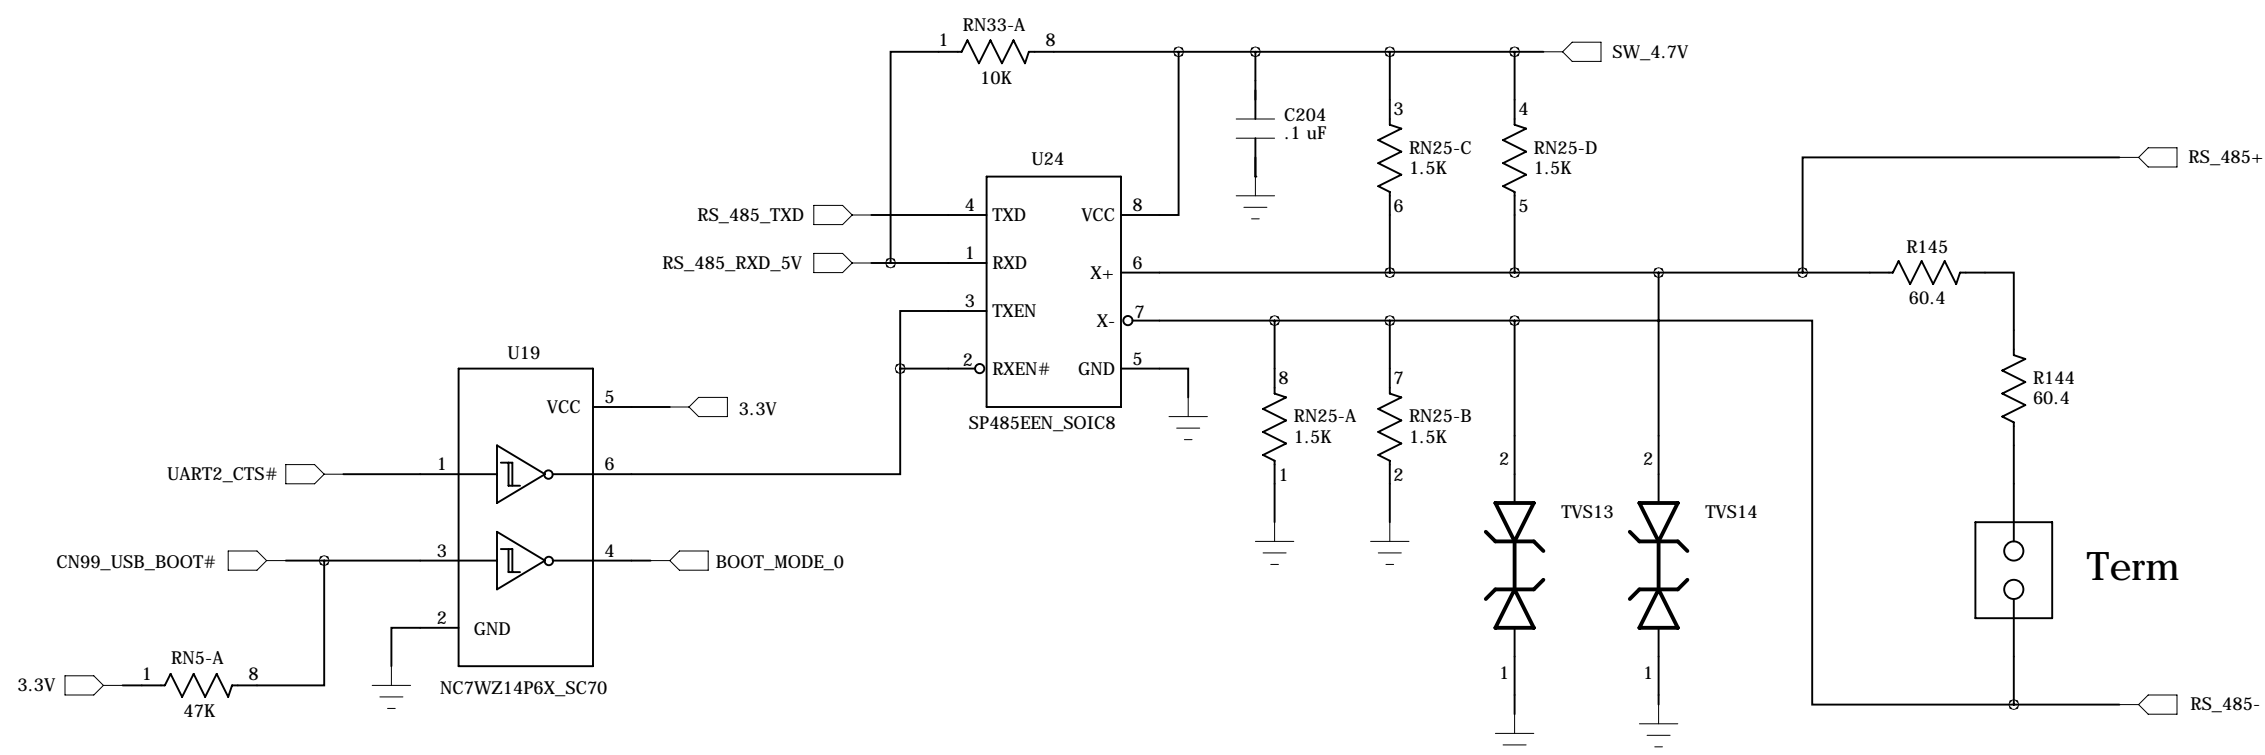 RN33-A
1 8
10K
SW_4.7V
C204
.1 uF
3
RN25-C
1.5K
6
4
RN25-D
1.5K
5
RS_485+
U24
RS_485_TXD 4 TXD VCC 8
RS_485_RXD_5V 1 RXD
X+ 6
3 TXEN
X- 7
2 RXEN# GND 5
SP485EEN_SOIC8
R145
60.4
R144
60.4
U19
VCC 5 3.3V
UART2_CTS# 1 6
CN99_USB_BOOT# 3 4 BOOT_MODE_0
2 GND
NC7WZ14P6X_SC70
RN5-A
3.3V 1 8
47K
8
RN25-A
1.5K
1
7
RN25-B
1.5K
2
2
TVS13
1
2
TVS14
1
Term
RS_485-